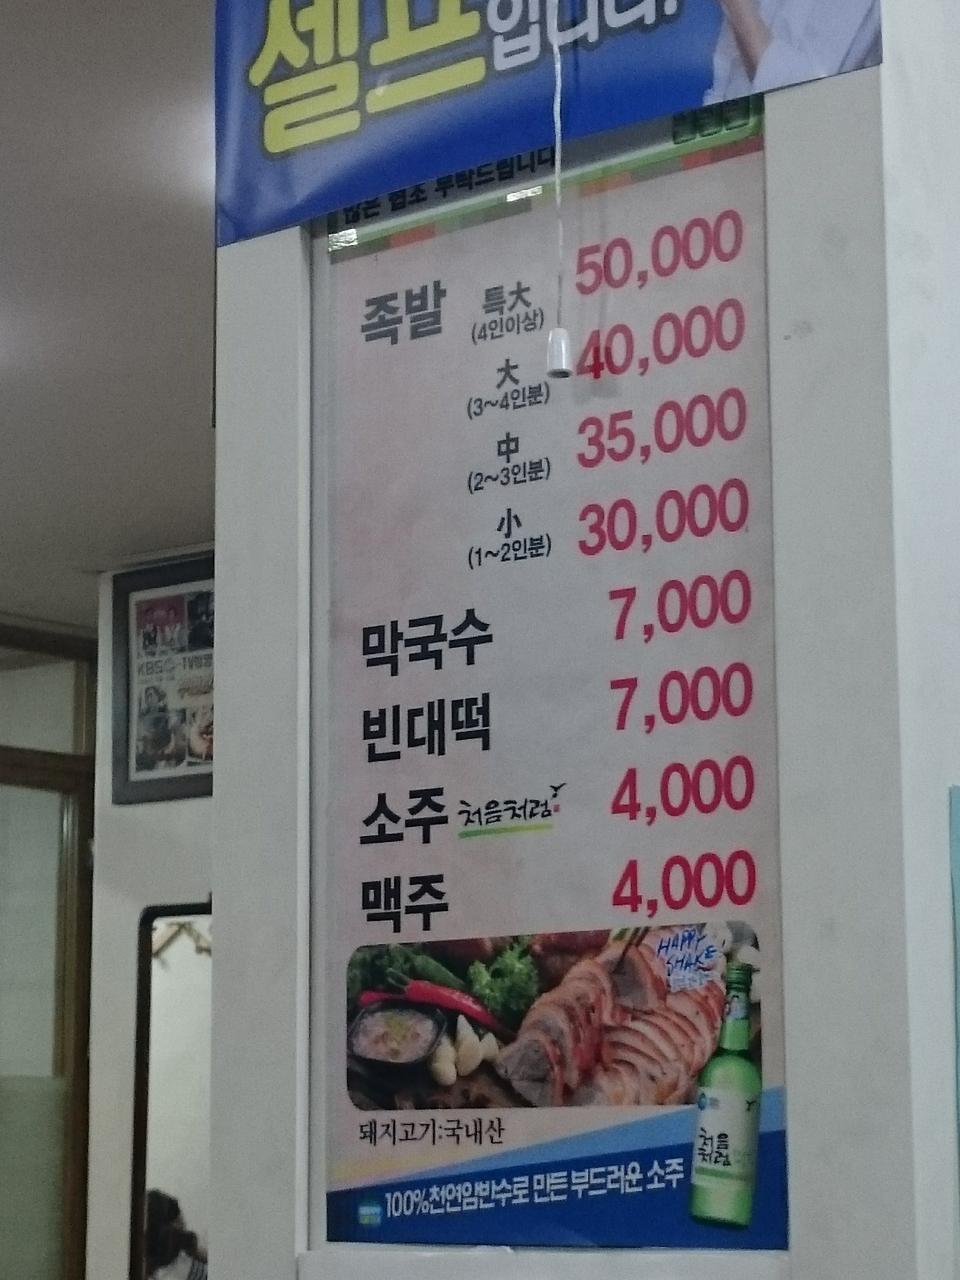 셀프입니다!
많은 협조 부탁드립니다
족발 특大 50,000
(4인이상)
大 40,000
(3~4인분)
中 35,000
(2~3인분)
小 30,000
(1~2인분)
막국수 7,000
빈대떡 7,000
소주 처음처럼 4,000
맥주 4,000
HAPPY
SHAKE
돼지고기:국내산
처음
처럼
100%천연암반수로 만든 부드러운 소주
KBS